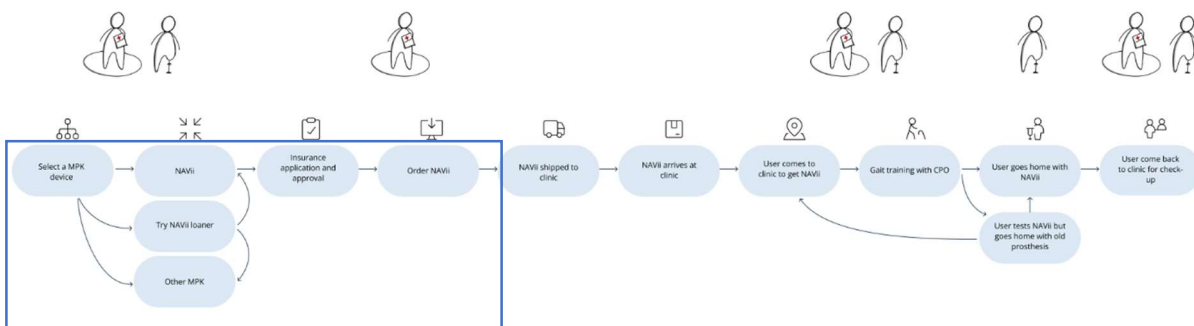 Select a MPK
device
NAVii
Insurance
application and
approval
Order NAVii
NAVii shipped to
clinic
NAVii arrives at
clinic
User comes to
clinic to get NAVii
Gait training with CPO
User goes home with
NAVii
User come back
to clinic for check-
up
Try NAVii loaner
User tests NAVii but
goes home with old
prosthesis
Other MPK